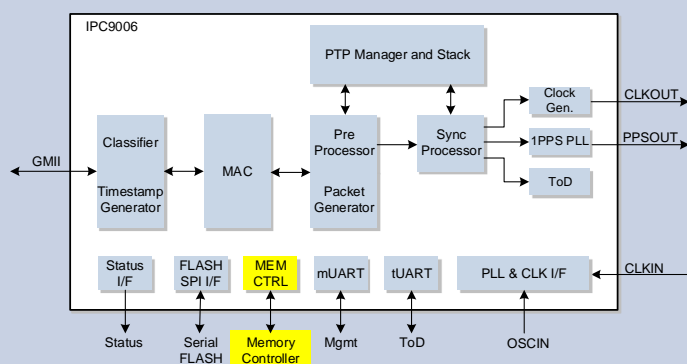 IPC9006
PTP Manager and Stack
Clock
Gen.
CLKOUT
Classifier
Timestamp
Generator
MAC
Pre
Processor
Packet
Generator
Sync
Processor
1PPS PLL
PPSOUT
GMII
ToD
Status
I/F
FLASH
SPI I/F
MEM
CTRL
mUART
tUART
PLL & CLK I/F
CLKIN
Status
Serial
FLASH
Memory
Controller
Mgmt
ToD
OSCIN